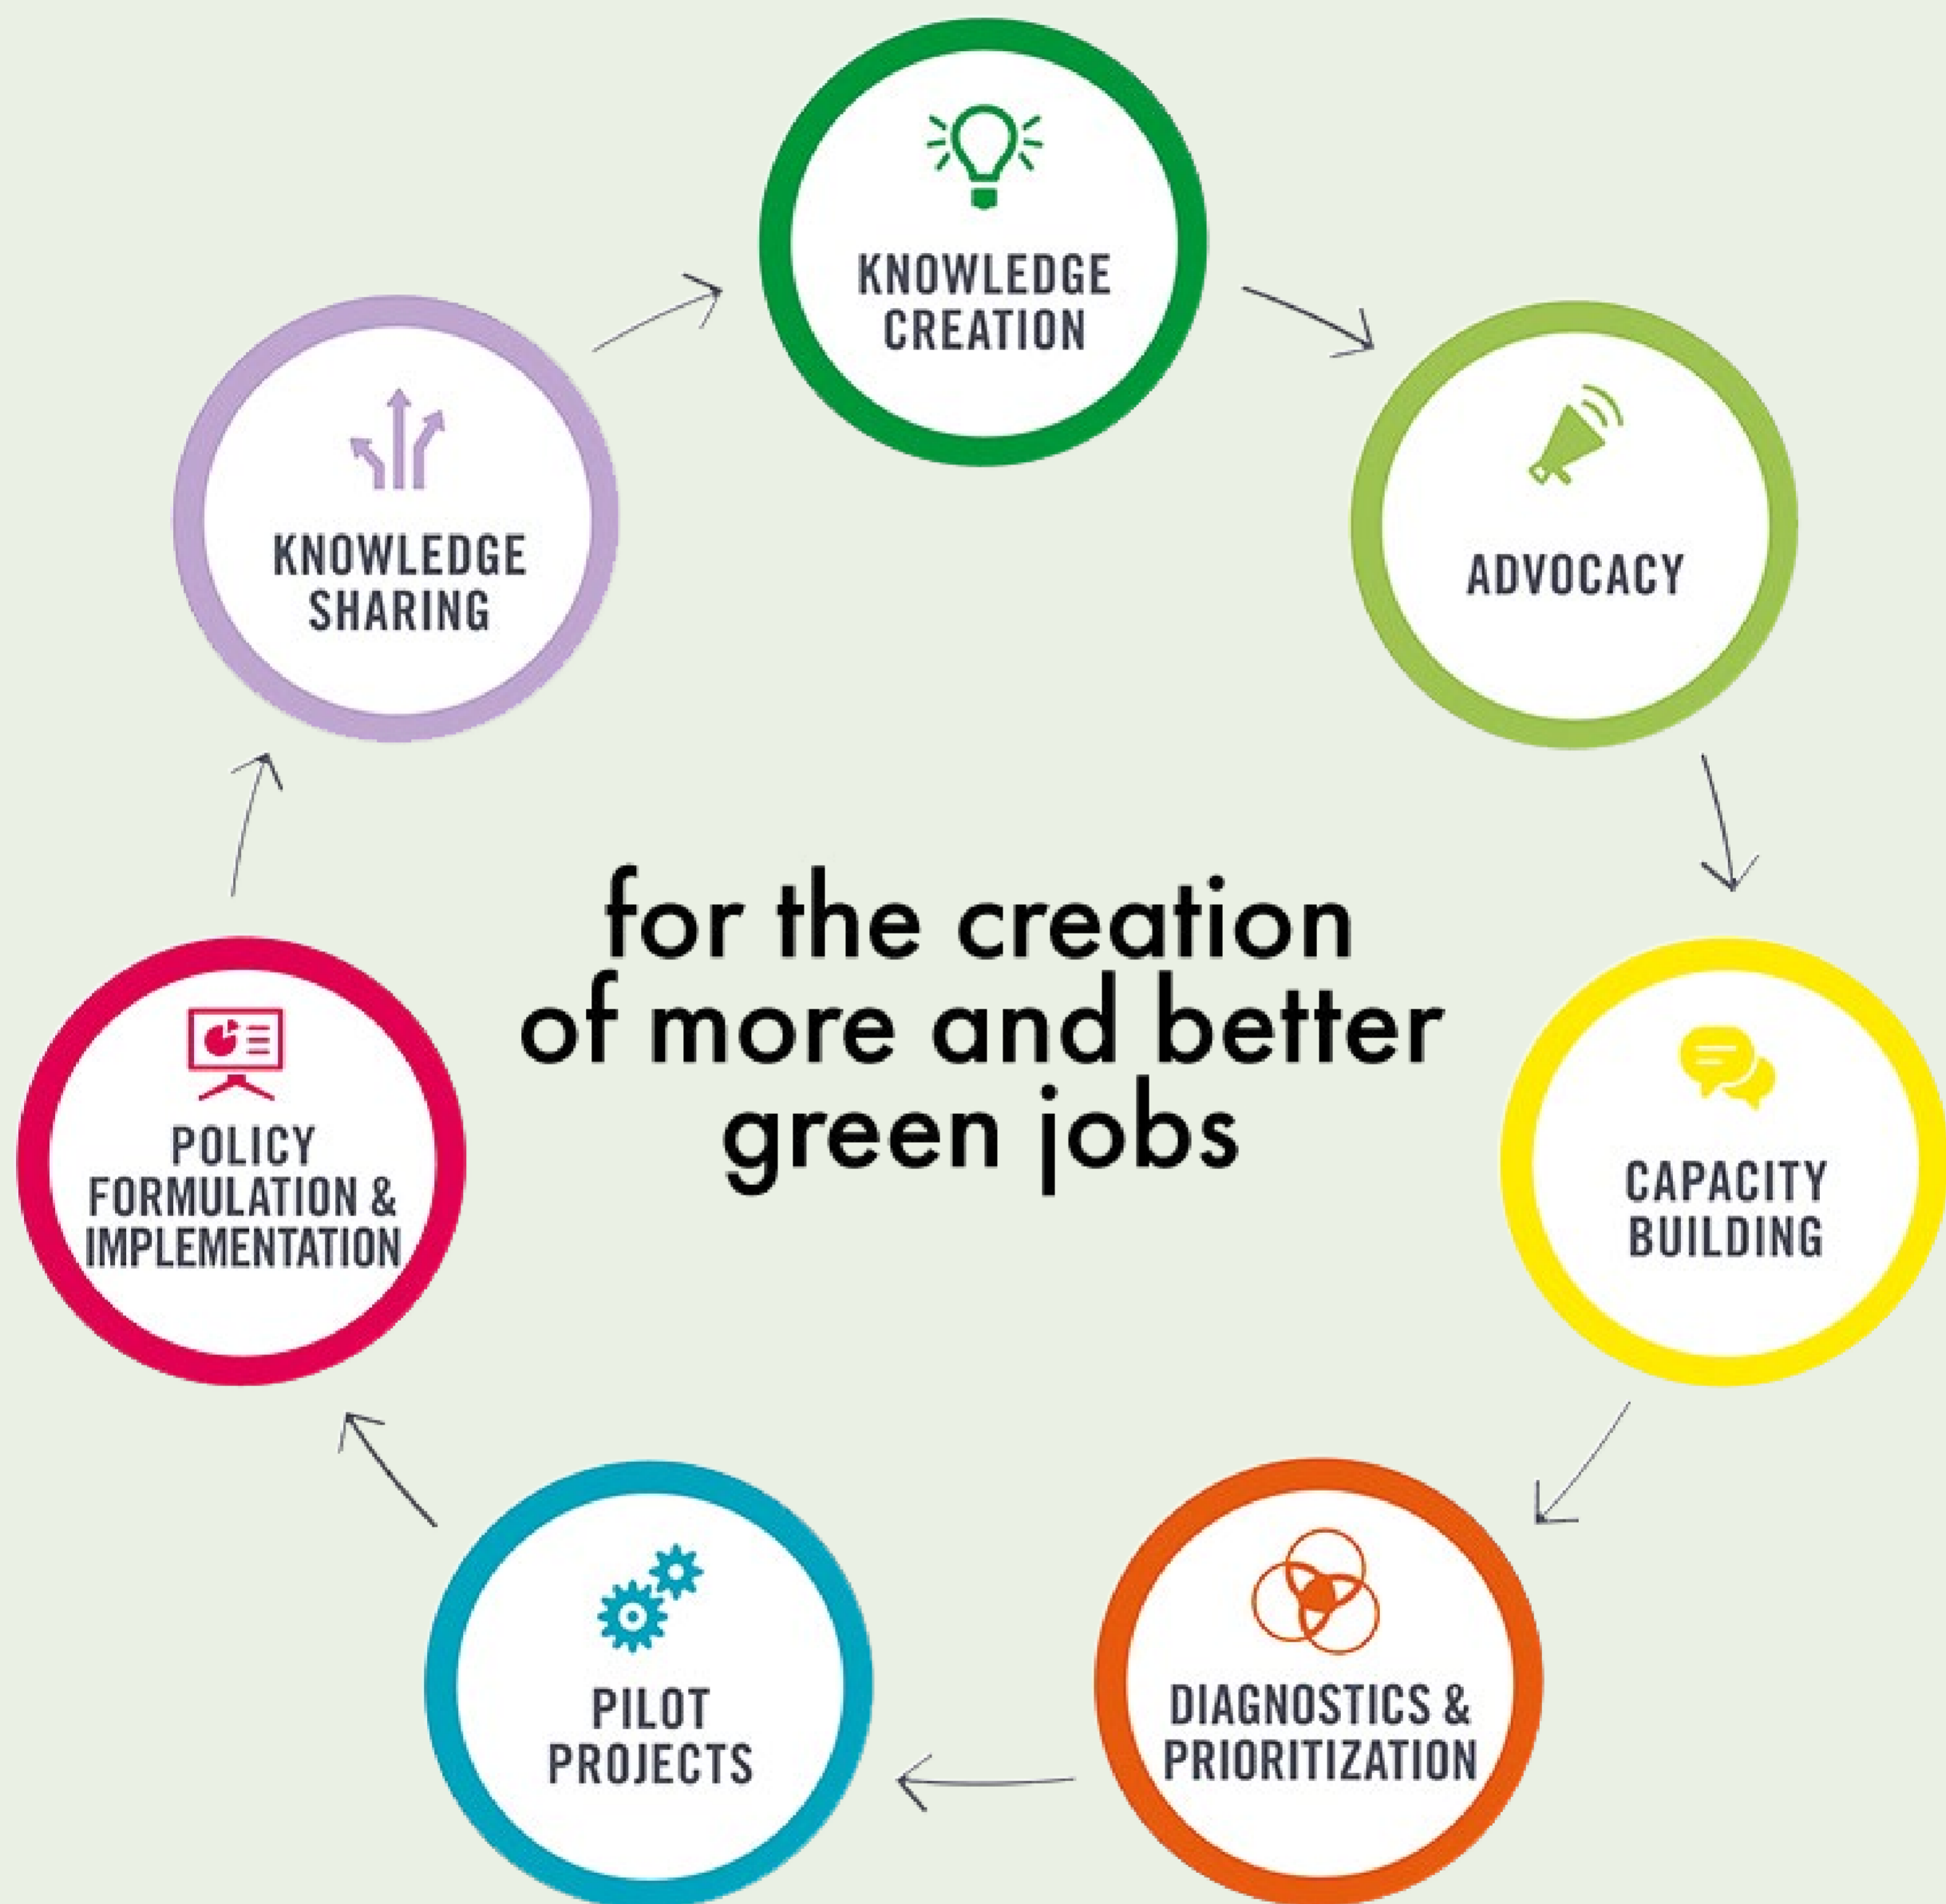 KNOWLEDGE
CREATION
ADVOCACY
CAPACITY
BUILDING
DIAGNOSTICS &
PRIORITIZATION
PILOT
PROJECTS
POLICY
FORMULATION &
IMPLEMENTATION
KNOWLEDGE
SHARING
for the creation
of more and better
green jobs